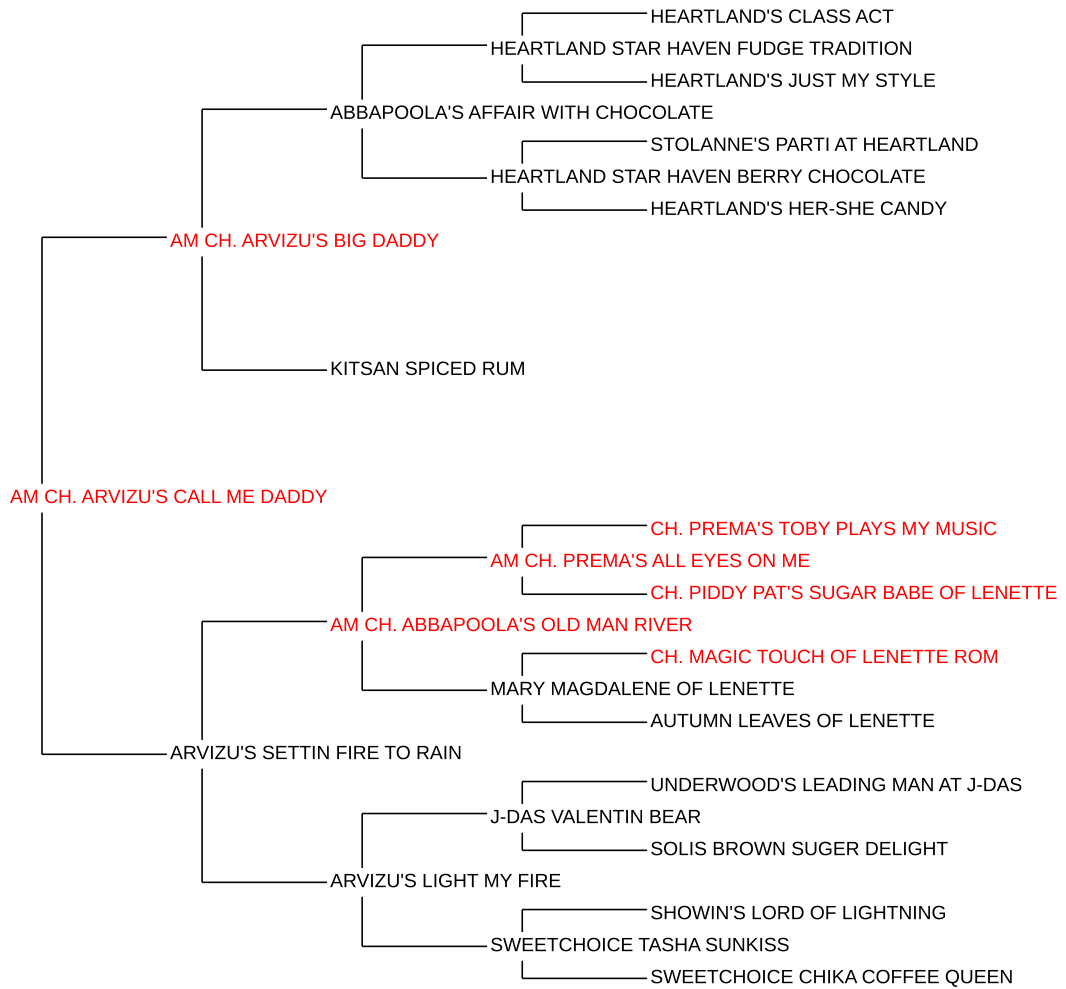 HEARTLAND'S CLASS ACT
HEARTLAND STAR HAVEN FUDGE TRADITION
HEARTLAND'S JUST MY STYLE
ABBAPOOLA'S AFFAIR WITH CHOCOLATE
STOLANNE'S PARTI AT HEARTLAND
HEARTLAND STAR HAVEN BERRY CHOCOLATE
HEARTLAND'S HER-SHE CANDY
AM CH. ARVIZU'S BIG DADDY
KITSAN SPICED RUM
AM CH. ARVIZU'S CALL ME DADDY
CH. PREMA'S TOBY PLAYS MY MUSIC
AM CH. PREMA'S ALL EYES ON ME
CH. PIDDY PAT'S SUGAR BABE OF LENETTE
AM CH. ABBAPOOLA'S OLD MAN RIVER
CH. MAGIC TOUCH OF LENETTE ROM
MARY MAGDALENE OF LENETTE
AUTUMN LEAVES OF LENETTE
ARVIZU'S SETTIN FIRE TO RAIN
UNDERWOOD'S LEADING MAN AT J-DAS
J-DAS VALENTIN BEAR
SOLIS BROWN SUGER DELIGHT
ARVIZU'S LIGHT MY FIRE
SHOWIN'S LORD OF LIGHTNING
SWEETCHOICE TASHA SUNKISS
SWEETCHOICE CHIKA COFFEE QUEEN